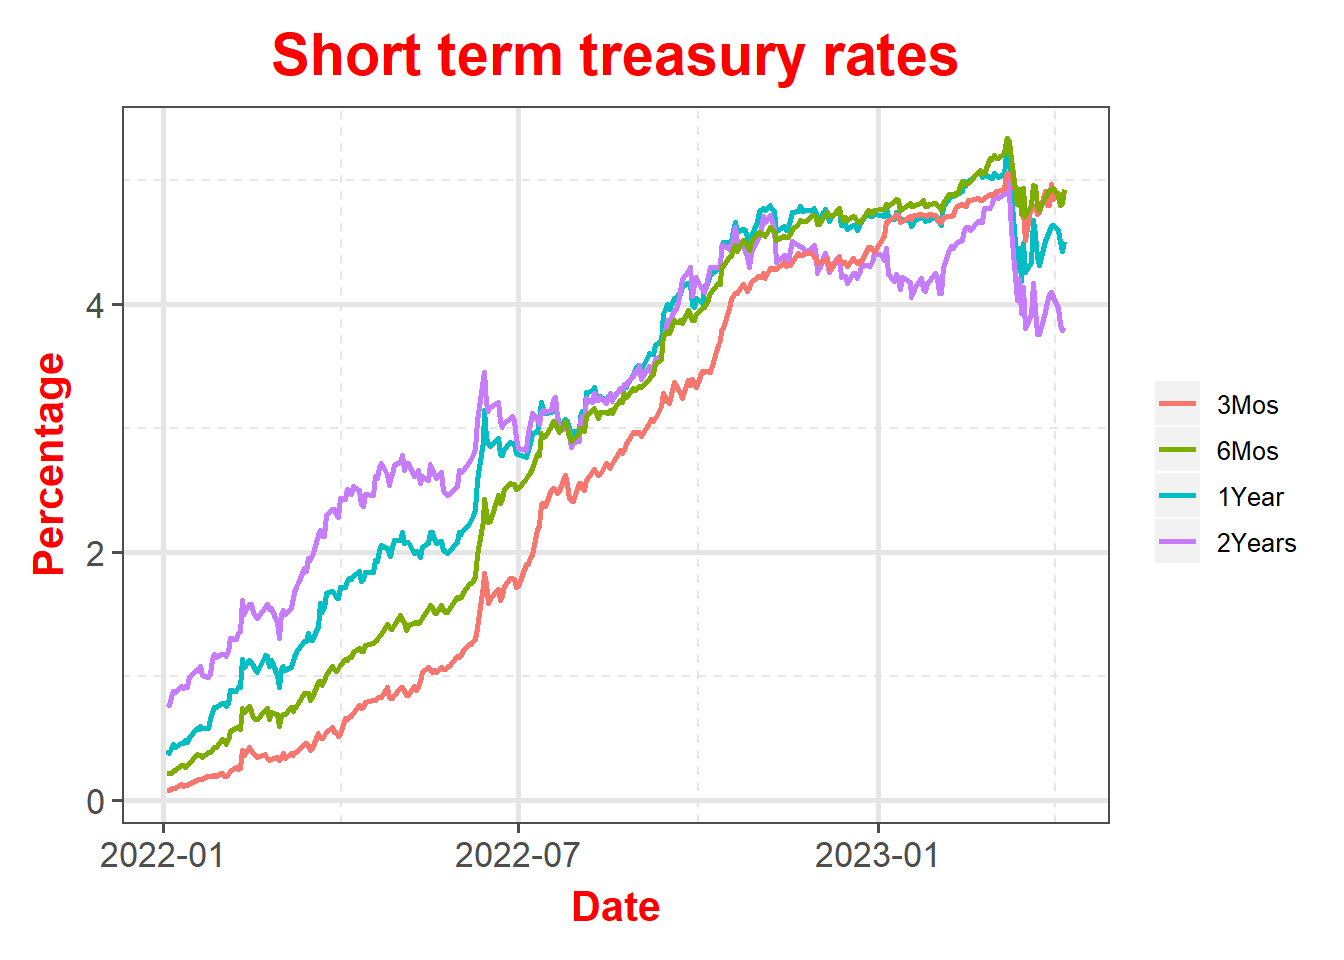 Short term treasury rates
Percentage
4
2
0
2022-01
2022-07
2023-01
Date
3Mos
6Mos
1Year
2Years